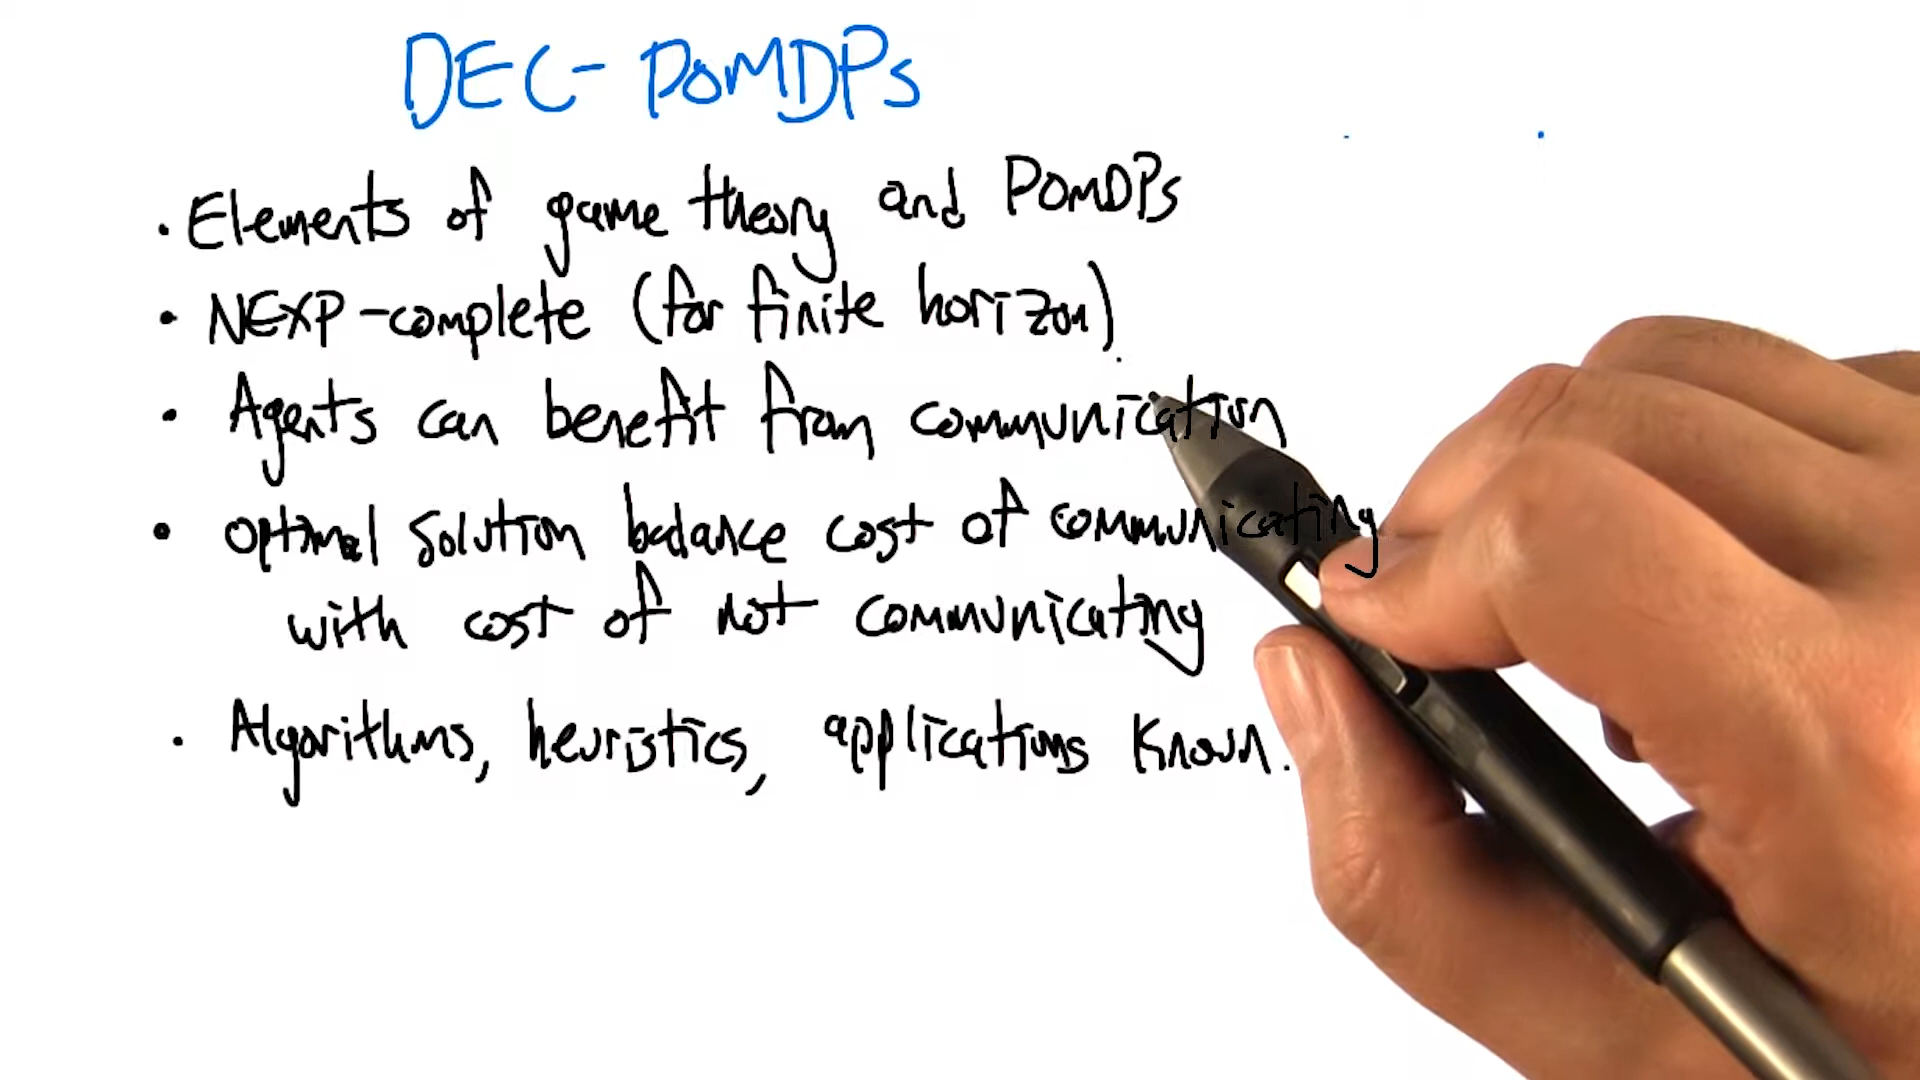 DEC-POMDPs
• Elements of game theory and POMDPs
• NEXP-complete (for finite horizon)
• Agents can benefit from communication
• Optimal solution balance cost of communicating
with cost of not communicating
• Algorithms, heuristics, applications known.